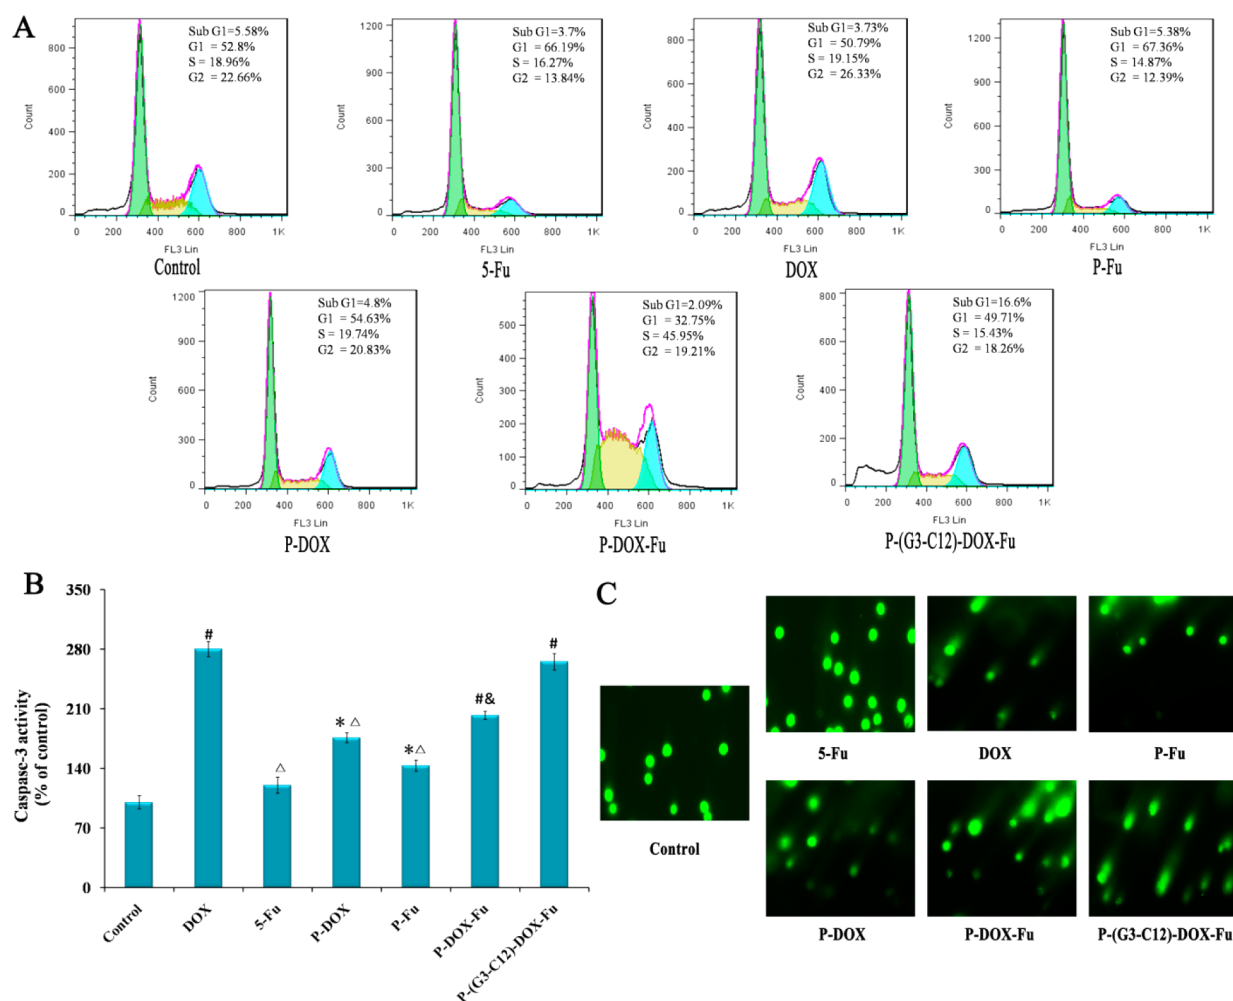 A
Sub G1=5.58%
G1 = 52.8%
S = 18.96%
G2 = 22.66%
800
600
400
200
0
Count
0 200 400 600 800 1K
FL3 Lin
Control
Sub G1=3.7%
G1 = 66.19%
S = 16.27%
G2 = 13.84%
1200
900
600
300
0
Count
0 200 400 600 800 1K
FL3 Lin
5-Fu
Sub G1=3.73%
G1 = 50.79%
S = 19.15%
G2 = 26.33%
800
600
400
200
0
Count
0 200 400 600 800 1K
FL3 Lin
DOX
Sub G1=5.38%
G1 = 67.36%
S = 14.87%
G2 = 12.39%
1200
900
600
300
0
Count
0 200 400 600 800 1K
FL3 Lin
P-Fu
Sub G1=4.8%
G1 = 54.63%
S = 19.74%
G2 = 20.83%
1200
900
600
300
0
Count
0 200 400 600 800 1K
FL3 Lin
P-DOX
Sub G1=2.09%
G1 = 32.75%
S = 45.95%
G2 = 19.21%
500
400
300
200
100
0
Count
0 200 400 600 800 1K
FL3 Lin
P-DOX-Fu
Sub G1=16.6%
G1 = 49.71%
S = 15.43%
G2 = 18.26%
800
600
400
200
0
Count
0 200 400 600 800 1K
FL3 Lin
P-(G3-C12)-DOX-Fu
B
350
280
210
140
70
0
Caspasc-3 activity
(% of control)
#
△
* △
*△
#&
#
Control
DOX
5-Fu
P-DOX
P-Fu
P-DOX-Fu
P-(G3-C12)-DOX-Fu
C
Control
5-Fu
DOX
P-Fu
P-DOX
P-DOX-Fu
P-(G3-C12)-DOX-Fu